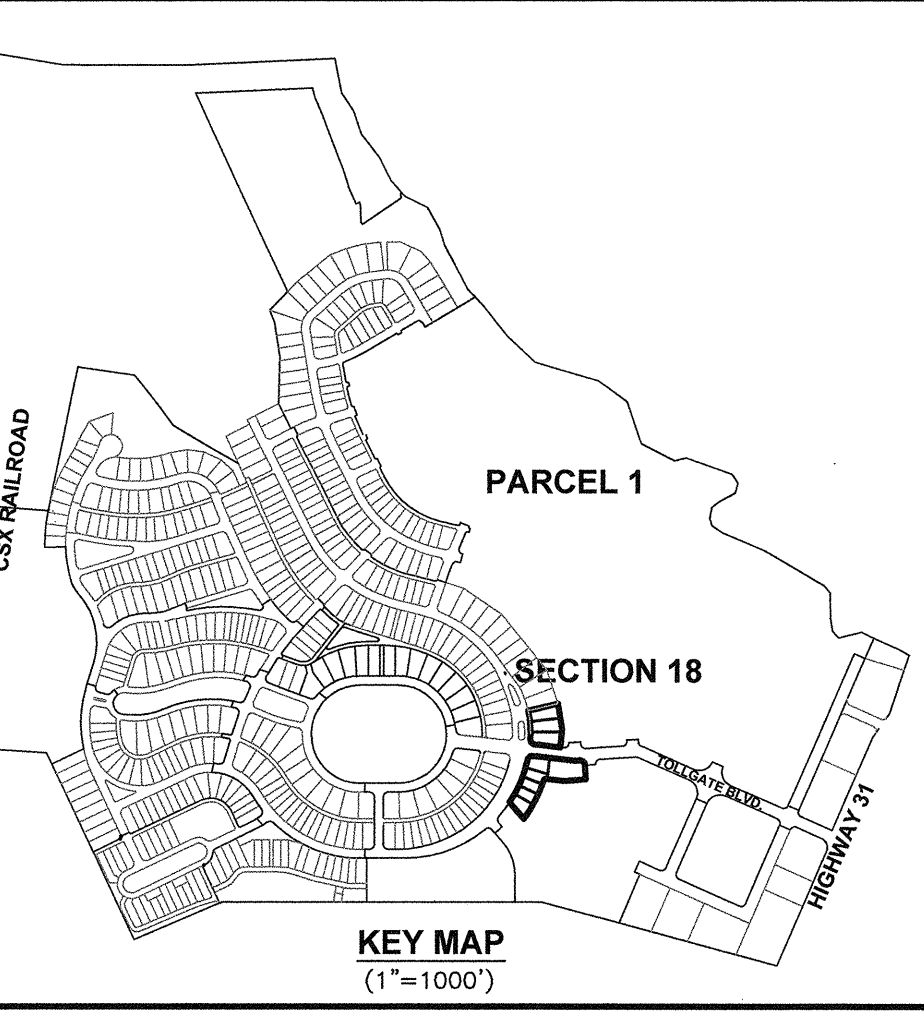 CSX RAILROAD
PARCEL 1
SECTION 18
TOLLGATE BLVD.
HIGHWAY 31
KEY MAP
(1"=1000')